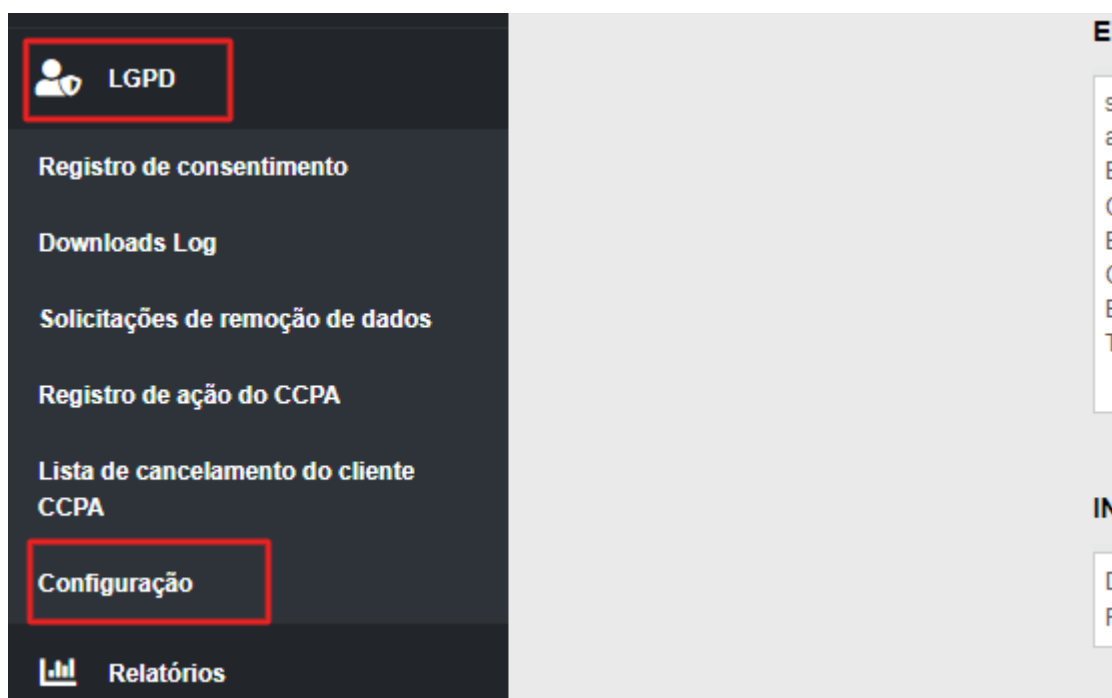 LGPD
Registro de consentimento
Downloads Log
Solicitações de remoção de dados
Registro de ação do CCPA
Lista de cancelamento do cliente
CCPA
Configuração
Relatórios